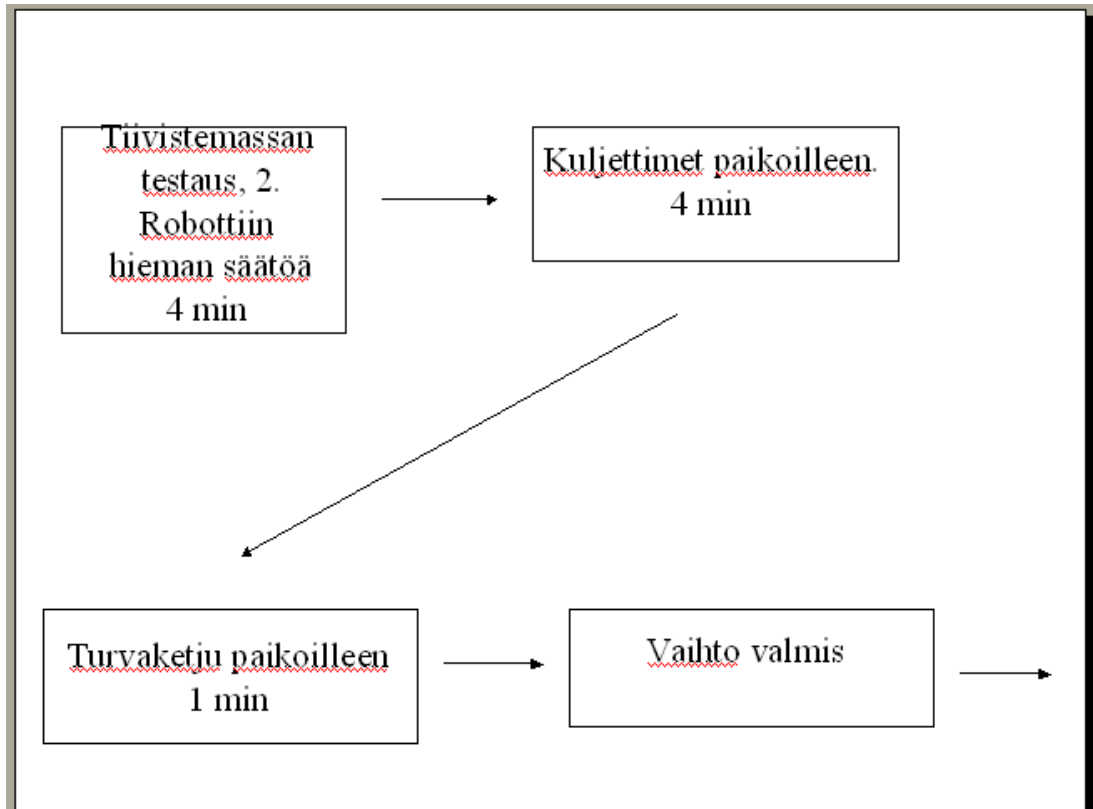 Tiivistemassan
testaus, 2.
Robottiin
hieman säätöä
4 min
Kuljettimet paikoilleen.
4 min
Turvaketju paikoilleen
1 min
Vaihto valmis